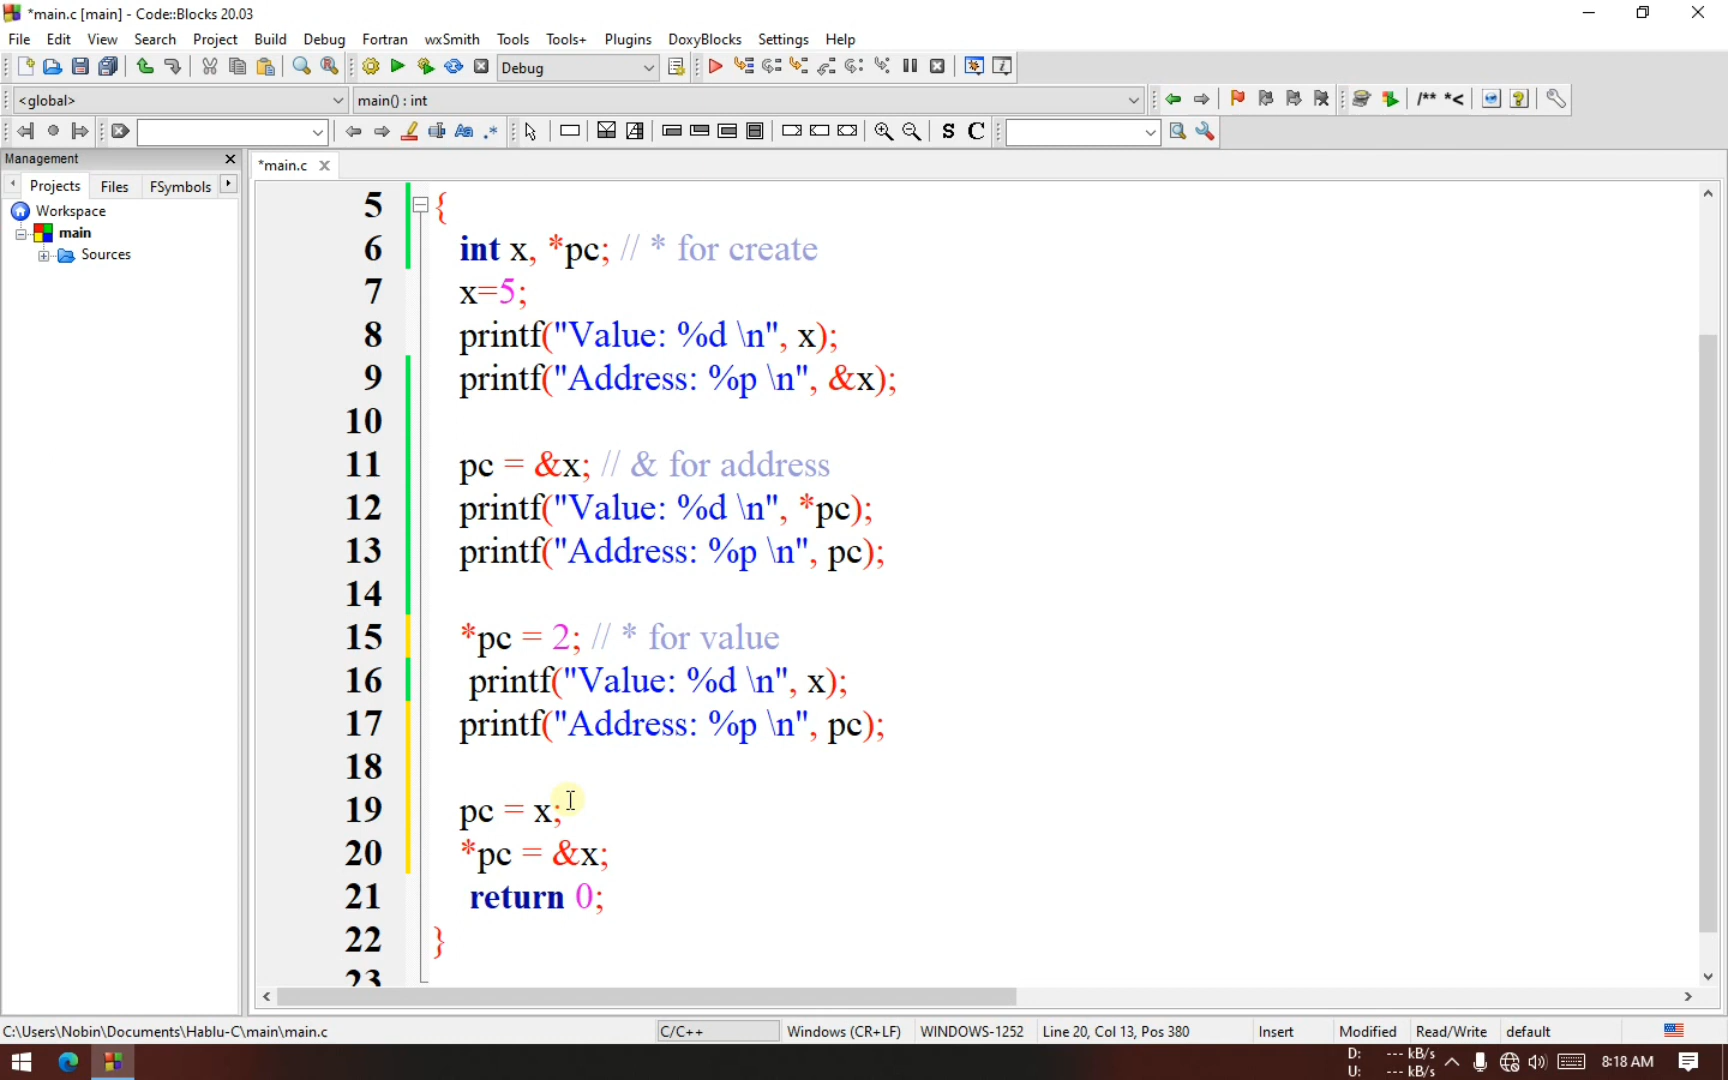 *main.c [main] - Code::Blocks 20.03
File Edit View Search Project Build Debug Fortran wxSmith Tools Tools+ Plugins DoxyBlocks Settings Help
Debug
<global> main() : int /** *<
Aa .* S C
Management
*main.c
Projects Files FSymbols
Workspace
main
Sources
5 {
6 int x, *pc; // * for create
7 x=5;
8 printf("Value: %d \n", x);
9 printf("Address: %p \n", &x);
10
11 pc = &x; // & for address
12 printf("Value: %d \n", *pc);
13 printf("Address: %p \n", pc);
14
15 *pc = 2; // * for value
16 printf("Value: %d \n", x);
17 printf("Address: %p \n", pc);
18
19 pc = x;
20 *pc = &x;
21 return 0;
22 }
23
C:\Users\Nobin\Documents\Hablu-C\main\main.c C/C++ Windows (CR+LF) WINDOWS-1252 Line 20, Col 13, Pos 380 Insert Modified Read/Write default
D: --- kB/s
U: --- kB/s
8:18 AM